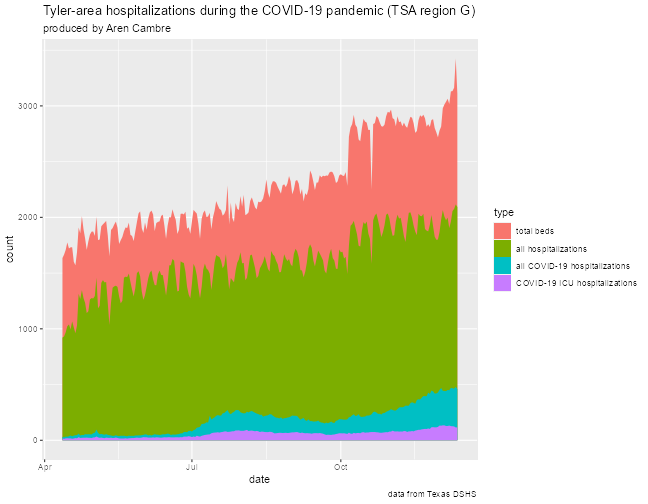 Tyler-area hospitalizations during the COVID-19 pandemic (TSA region G)
produced by Aren Cambre
3000
2000
1000
0
count
Apr
Jul
Oct
date
type
total beds
all hospitalizations
all COVID-19 hospitalizations
COVID-19 ICU hospitalizations
data from Texas DSHS